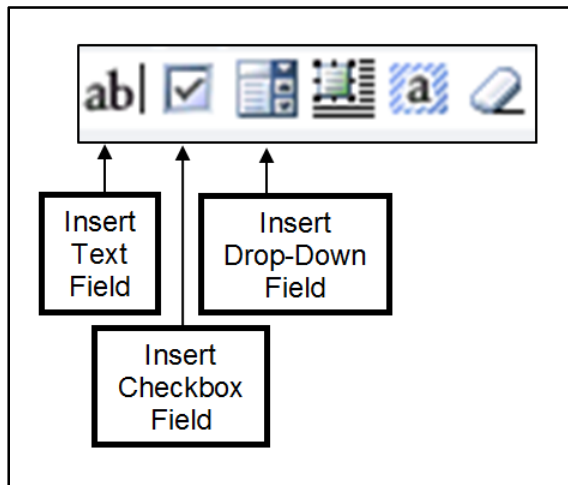 ab|
a
Insert
Text
Field
Insert
Drop-Down
Field
Insert
Checkbox
Field